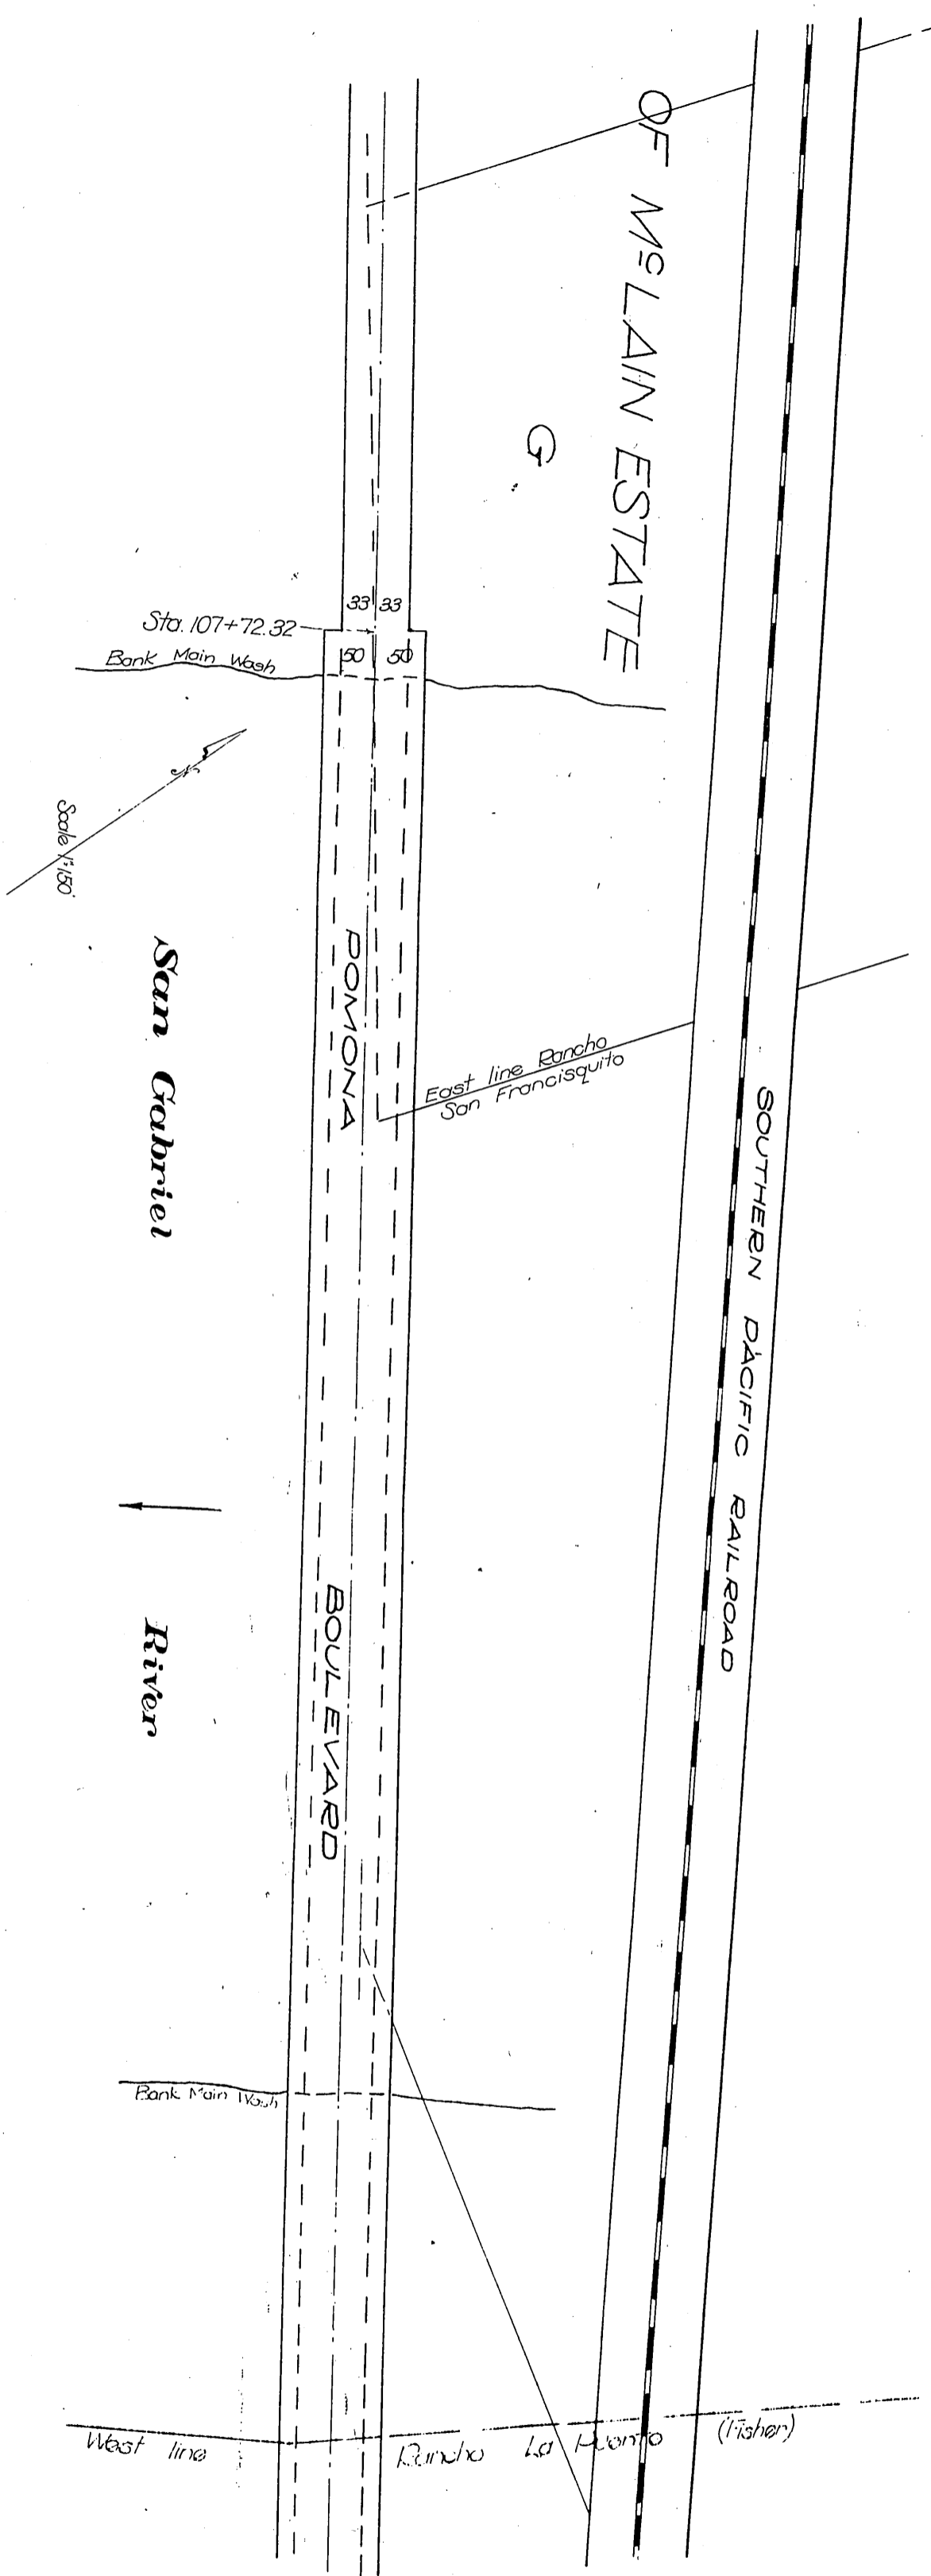 OF McLAIN ESTATE
G.
33 33
Sta. 107+72.32
50 50
Bank Main Wash
Scale 1"=150'
San Gabriel River
POMONA BOULEVARD
East line Rancho
San Francisquito
SOUTHERN PACIFIC RAILROAD
Bank Main Wash
West line Rancho La Puente (Fisher)